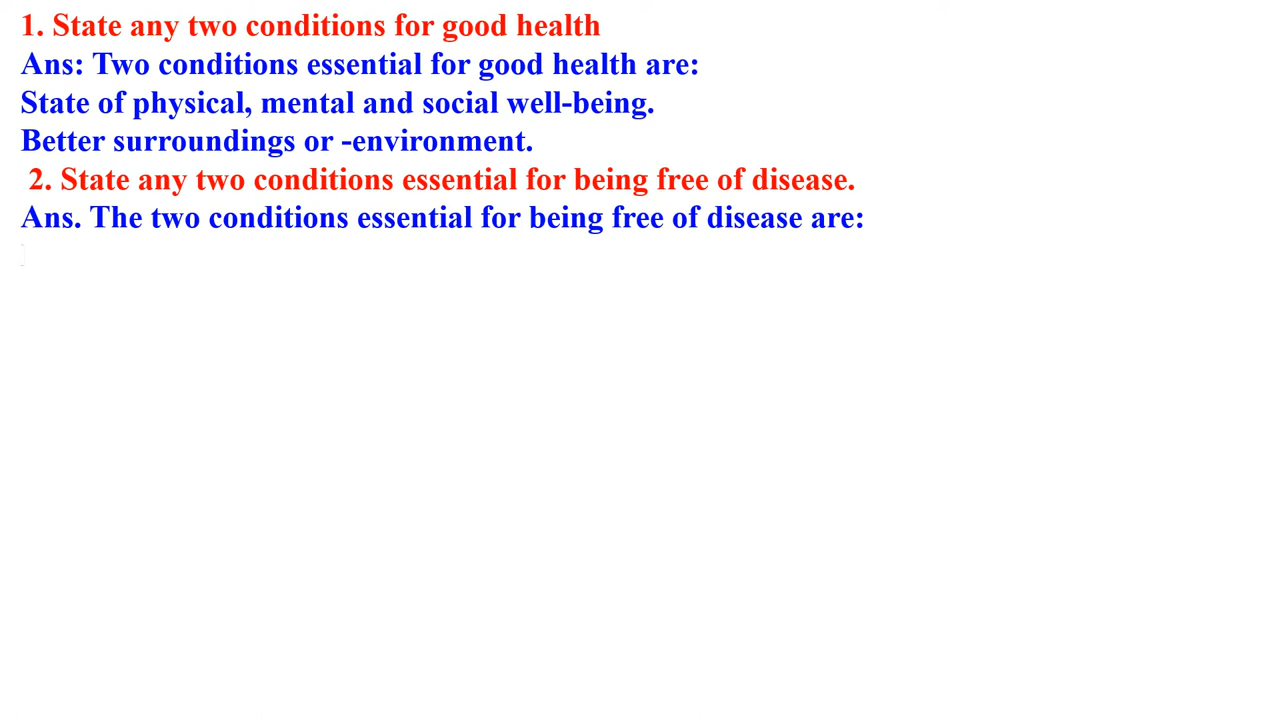 1. State any two conditions for good health
Ans: Two conditions essential for good health are:
State of physical, mental and social well-being.
Better surroundings or -environment.
2. State any two conditions essential for being free of disease.
Ans. The two conditions essential for being free of disease are: